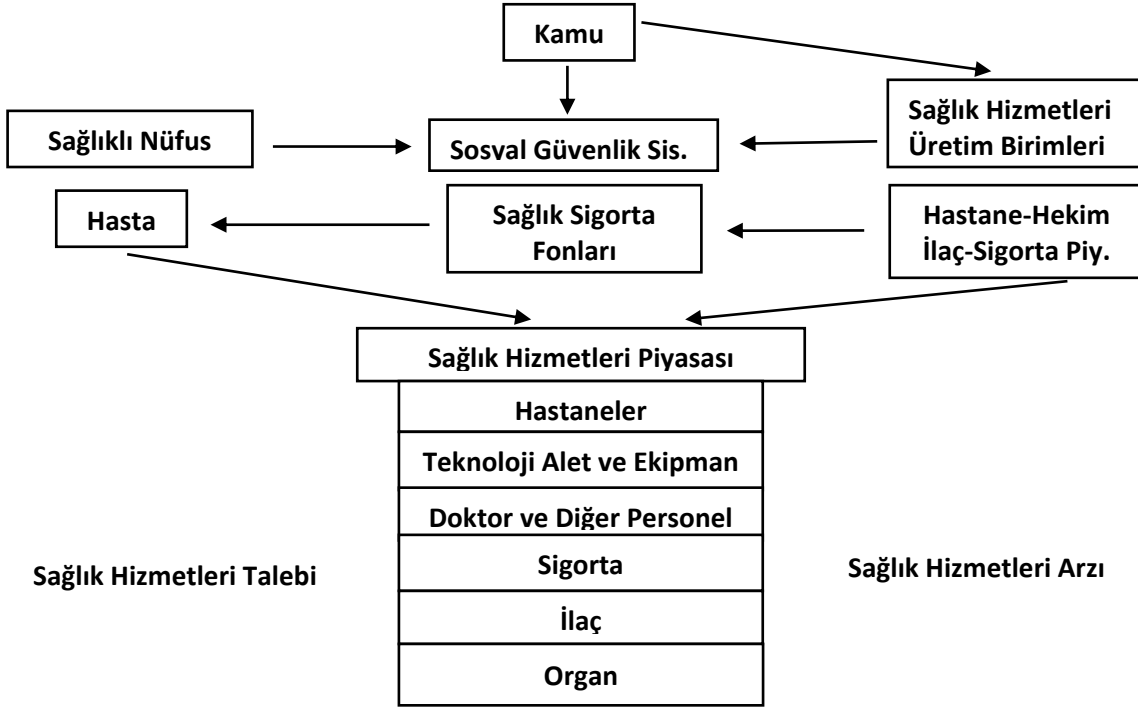 Kamu
Sağlıklı Nüfus
Sosyal Güvenlik Sis.
Sağlık Hizmetleri
Üretim Birimleri
Hasta
Sağlık Sigorta
Fonları
Hastane-Hekim
İlaç-Sigorta Piy.
Sağlık Hizmetleri Piyasası
Hastaneler
Teknoloji Alet ve Ekipman
Doktor ve Diğer Personel
Sigorta
İlaç
Organ
Sağlık Hizmetleri Talebi
Sağlık Hizmetleri Arzı